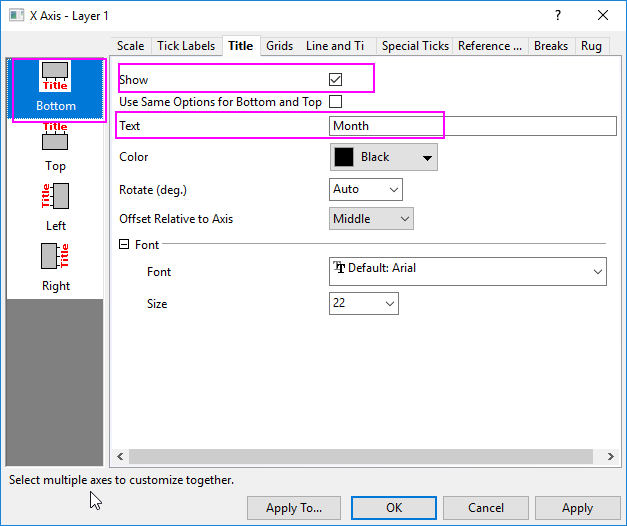 X Axis - Layer 1
?
Scale Tick Labels Title Grids Line and Ti Special Ticks Reference ... Breaks Rug
Title
Bottom
Title
Top
Title
Left
Title
Right
Show
Use Same Options for Bottom and Top
Text Month
Color Black
Rotate (deg.) Auto
Offset Relative to Axis Middle
Font
Font Default: Arial
Size 22
Select multiple axes to customize together.
Apply To... OK Cancel Apply